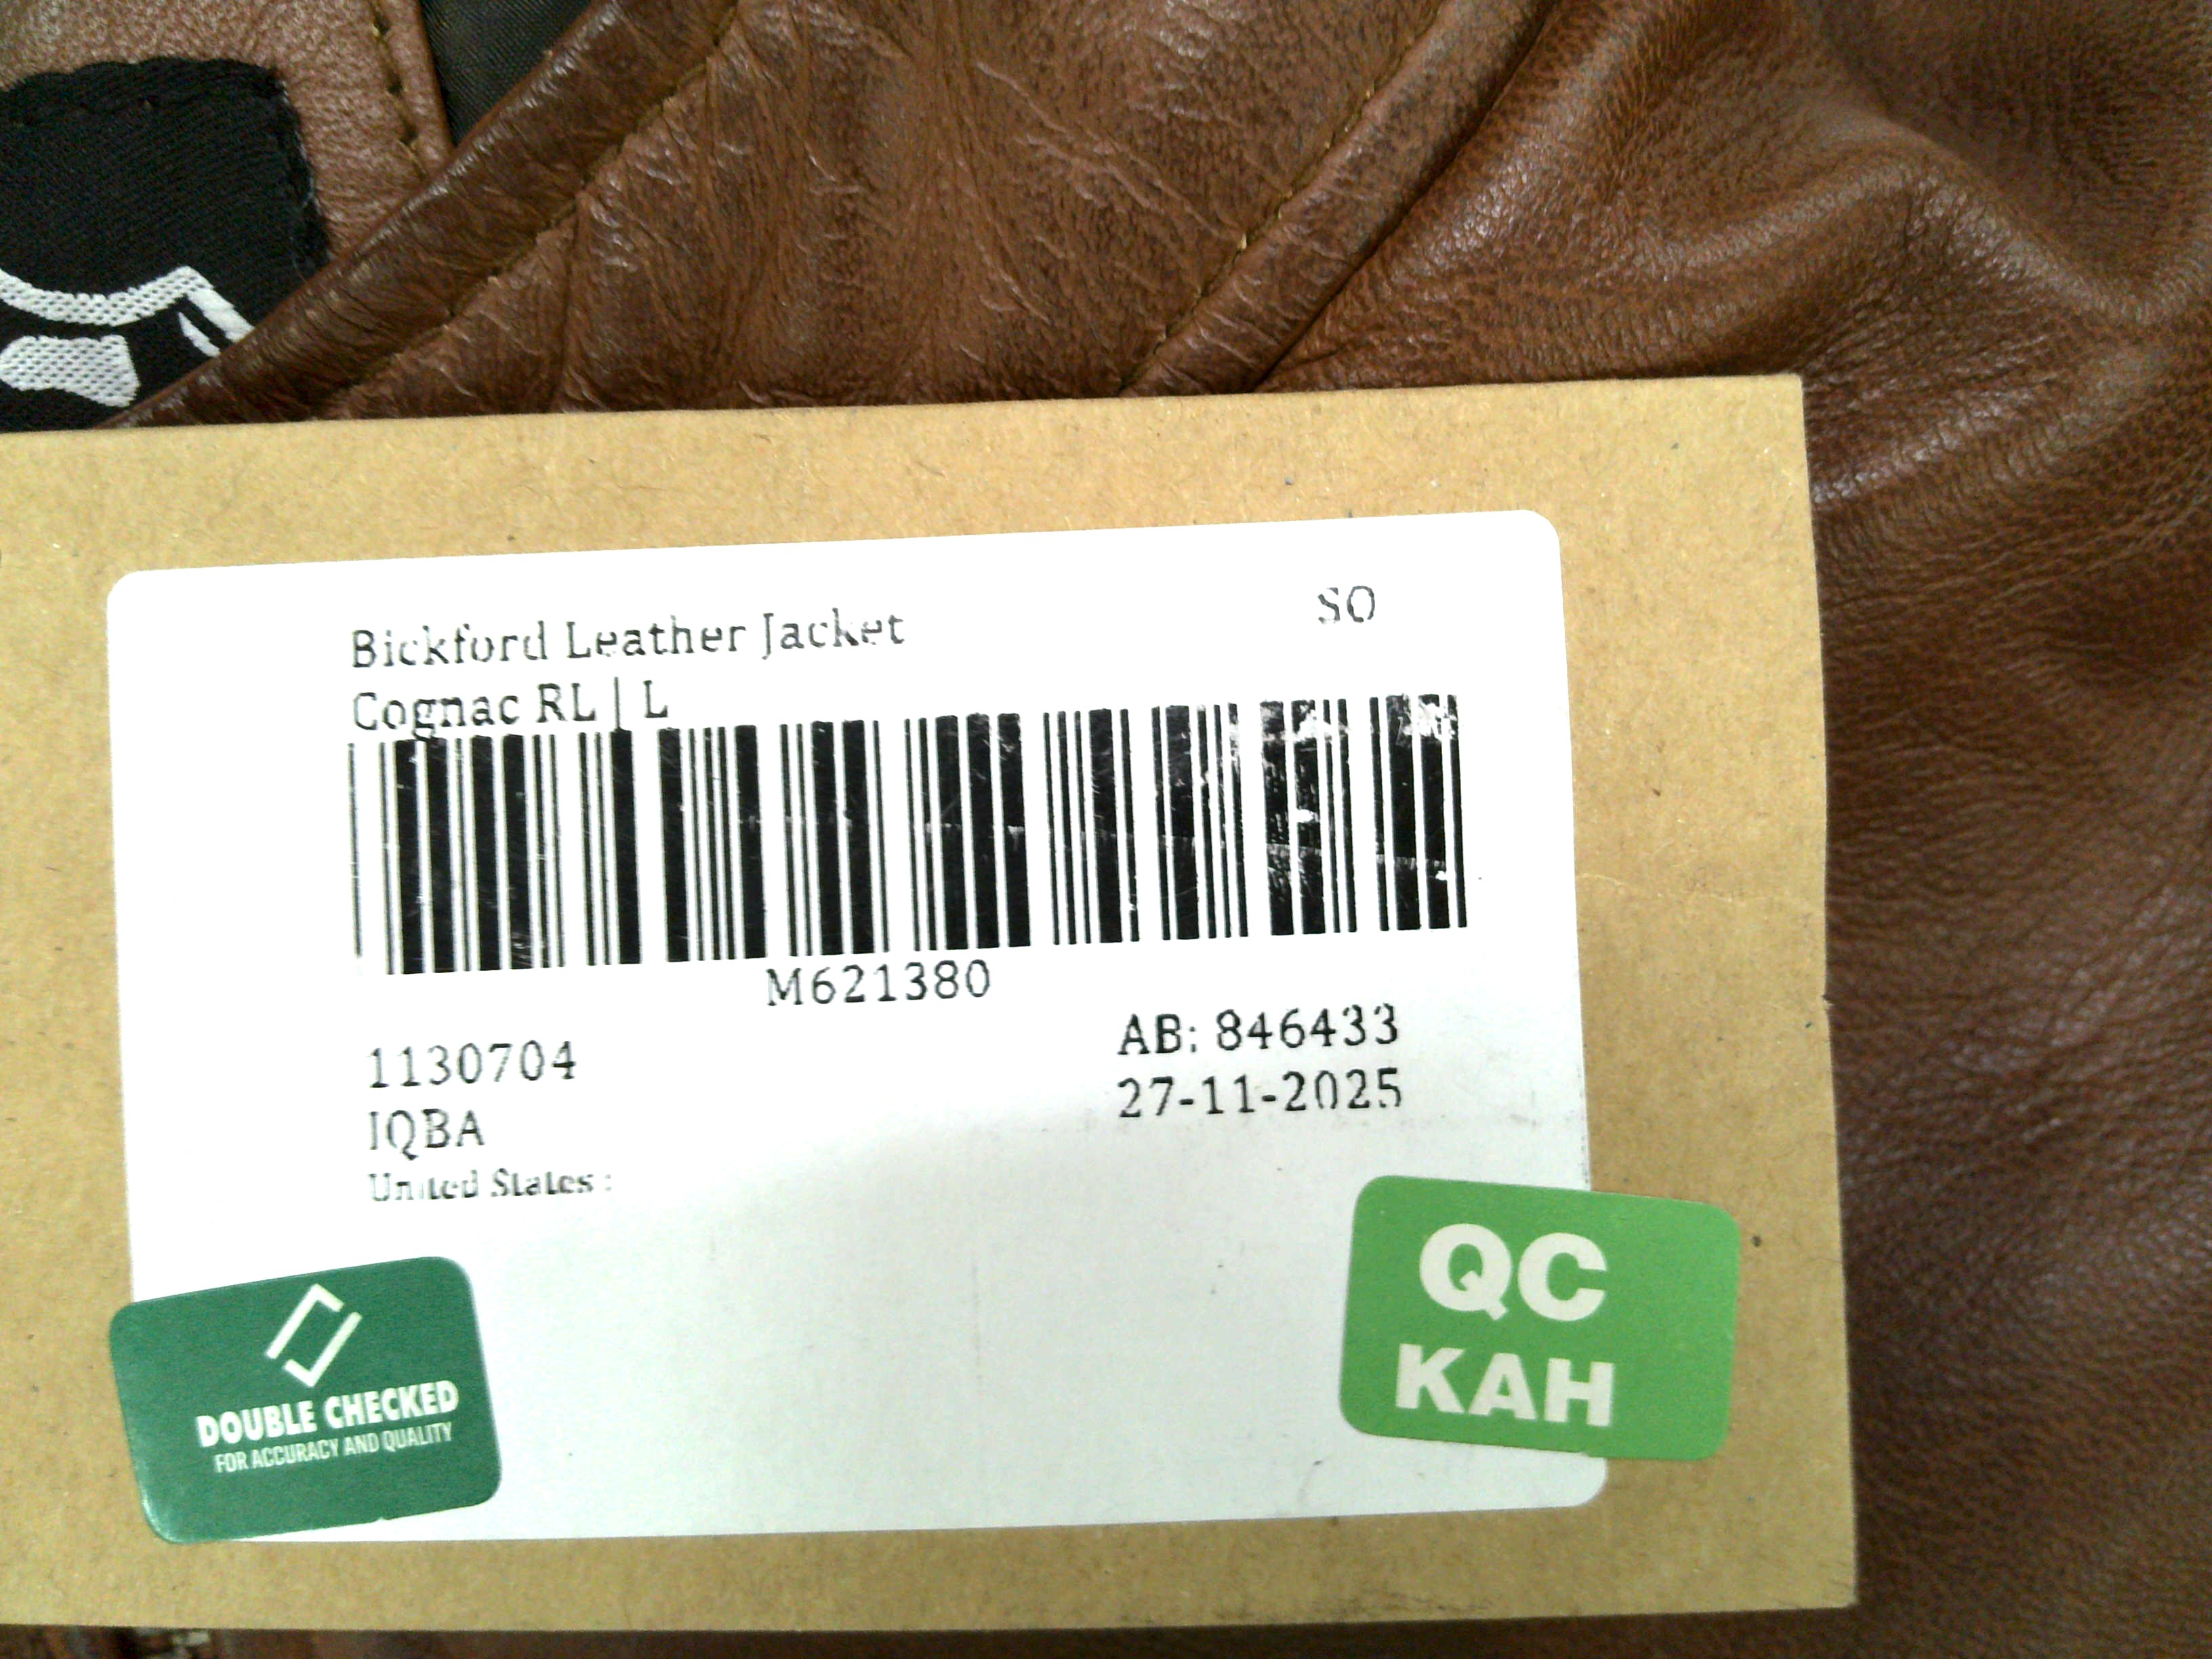 Bickford Leather Jacket
SO
Cognac RL | L
M621380
1130704
AB: 846433
IQBA
27-11-2025
United States :
QC
KAH
DOUBLE CHECKED
FOR ACCURACY AND QUALITY